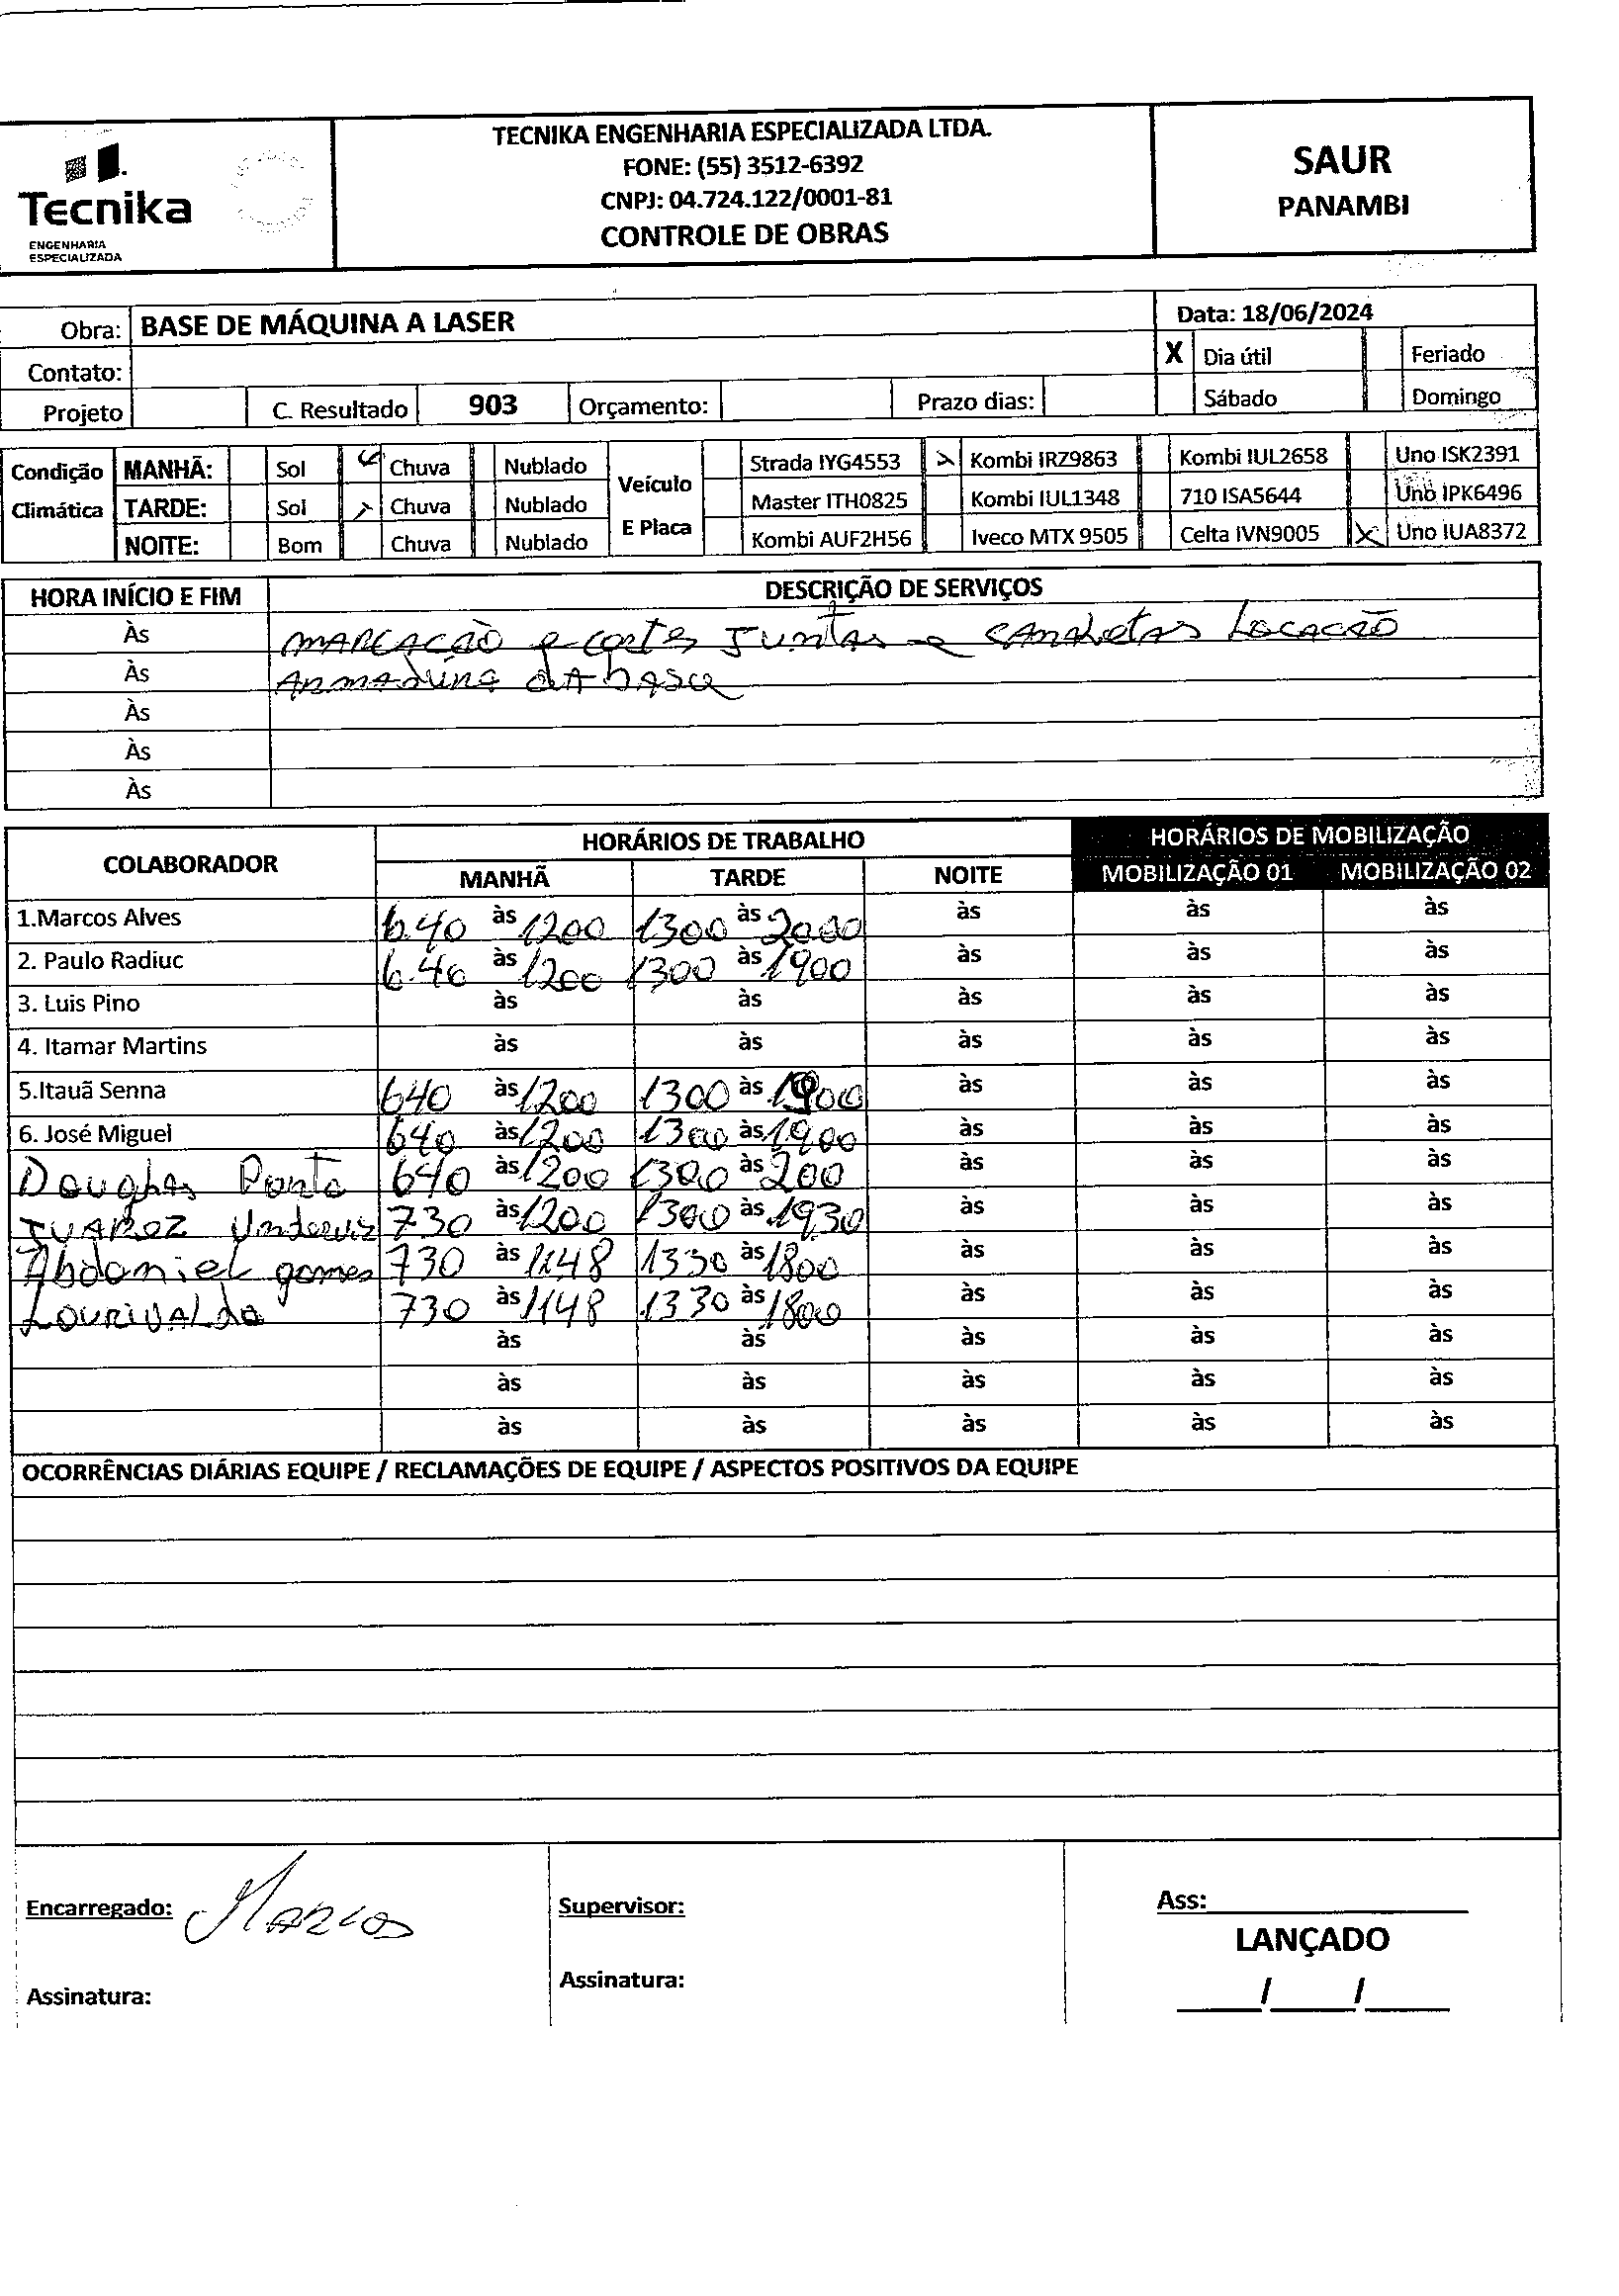 Tecnika
ENGENHARIA
ESPECIALIZADA
TECNIKA ENGENHARIA ESPECIALIZADA LTDA.
FONE: (55) 3512-6392
CNPJ: 04.724.122/0001-81
CONTROLE DE OBRAS
SAUR
PANAMBI
Obra: BASE DE MÁQUINA A LASER
Data: 18/06/2024
Contato:
X Dia útil Feriado
Projeto C. Resultado 903 Orçamento: Prazo dias: Sábado Domingo
Condição Climática
MANHÃ: Sol Chuva Nublado
TARDE: Sol Chuva Nublado
NOITE: Bom Chuva Nublado
Veículo E Placa
Strada IYG4553 Kombi IRZ9863 Kombi IUL2658 Uno ISK2391
Master ITH0825 Kombi IUL1348 710 ISA5644 Uno IPK6496
Kombi AUF2H56 Iveco MTX 9505 Celta IVN9005 X Uno IUA8372
HORA INÍCIO E FIM DESCRIÇÃO DE SERVIÇOS
Às MARCACÃO e cortes Juntas e CANALETAS LOCACÃO
Às ARMADURA dA base
Às
Às
Às
COLABORADOR HORÁRIOS DE TRABALHO HORÁRIOS DE MOBILIZAÇÃO
MANHÃ TARDE NOITE MOBILIZAÇÃO 01 MOBILIZAÇÃO 02
1.Marcos Alves 6.40 às 1200 1300 às 2000 às às às
2. Paulo Radiuc 6.40 às 1200 1300 às 1900 às às às
3. Luis Pino às às às às às
4. Itamar Martins às às às às às
5.Itauã Senna 640 às 1200 1300 às 1900 às às às
6. José Miguel 640 às 1200 1300 às 1900 às às às
Douglas 640 às 1200 1300 às 200 às às às
JUAREZ 730 às 1200 1300 às 1930 às às às
Abdoniel gomes 730 às 1148 1330 às 1800 às às às
LOURIVALdo 730 às 1148 1330 às 1800 às às às
às às às às às
às às às às às
às às às às às
OCORRÊNCIAS DIÁRIAS EQUIPE / RECLAMAÇÕES DE EQUIPE / ASPECTOS POSITIVOS DA EQUIPE
Encarregado: Marcos
Supervisor:
Ass:
LANÇADO
Assinatura:
Assinatura:
/ /